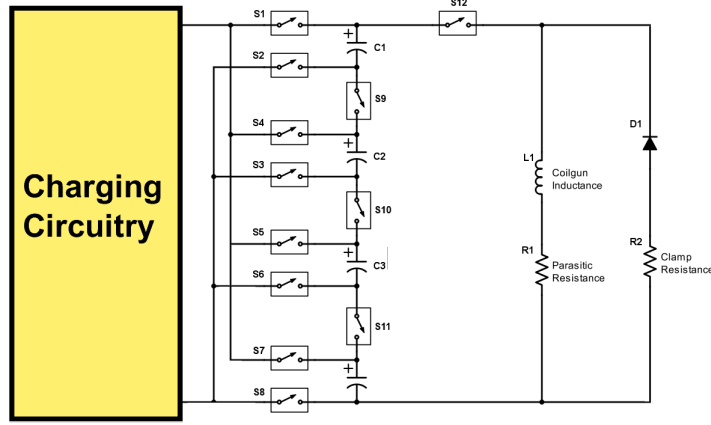 S1
S12
C1
S2
S9
S4
D1
C2
L1
S3
Coilgun
Inductance
Charging
Circuitry
S10
S5
R1
R2
C3
Parasitic
Resistance
Clamp
Resistance
S6
S11
S7
S8